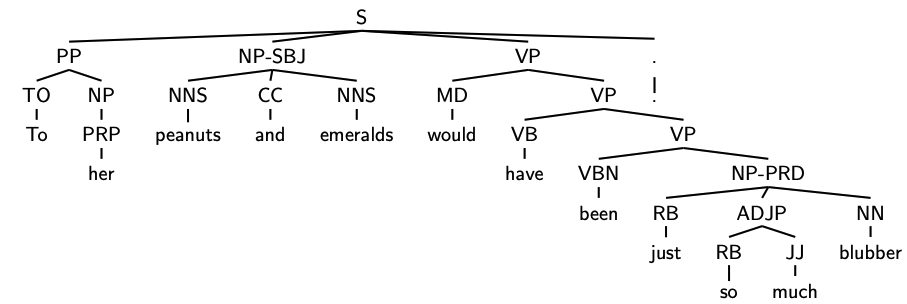 S
PP NP-SBJ VP .
TO NP NNS CC NNS MD VP .
To PRP peanuts and emeralds would VB VP
her have VBN NP-PRD
been RB ADJP NN
just RB JJ blubber
so much